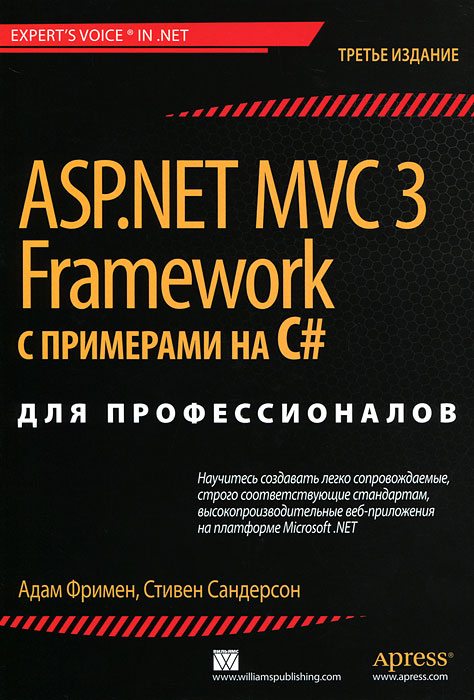 EXPERT'S VOICE ® IN .NET
ТРЕТЬЕ ИЗДАНИЕ
ASP.NET MVC 3
Framework
С ПРИМЕРАМИ НА C#
ДЛЯ ПРОФЕССИОНАЛОВ
Научитесь создавать легко сопровождаемые,
строго соответствующие стандартам,
высокопроизводительные веб-приложения
на платформе Microsoft .NET
Адам Фримен, Стивен Сандерсон
ВИЛЬЯМС
www.williamspublishing.com
Apress®
www.apress.com